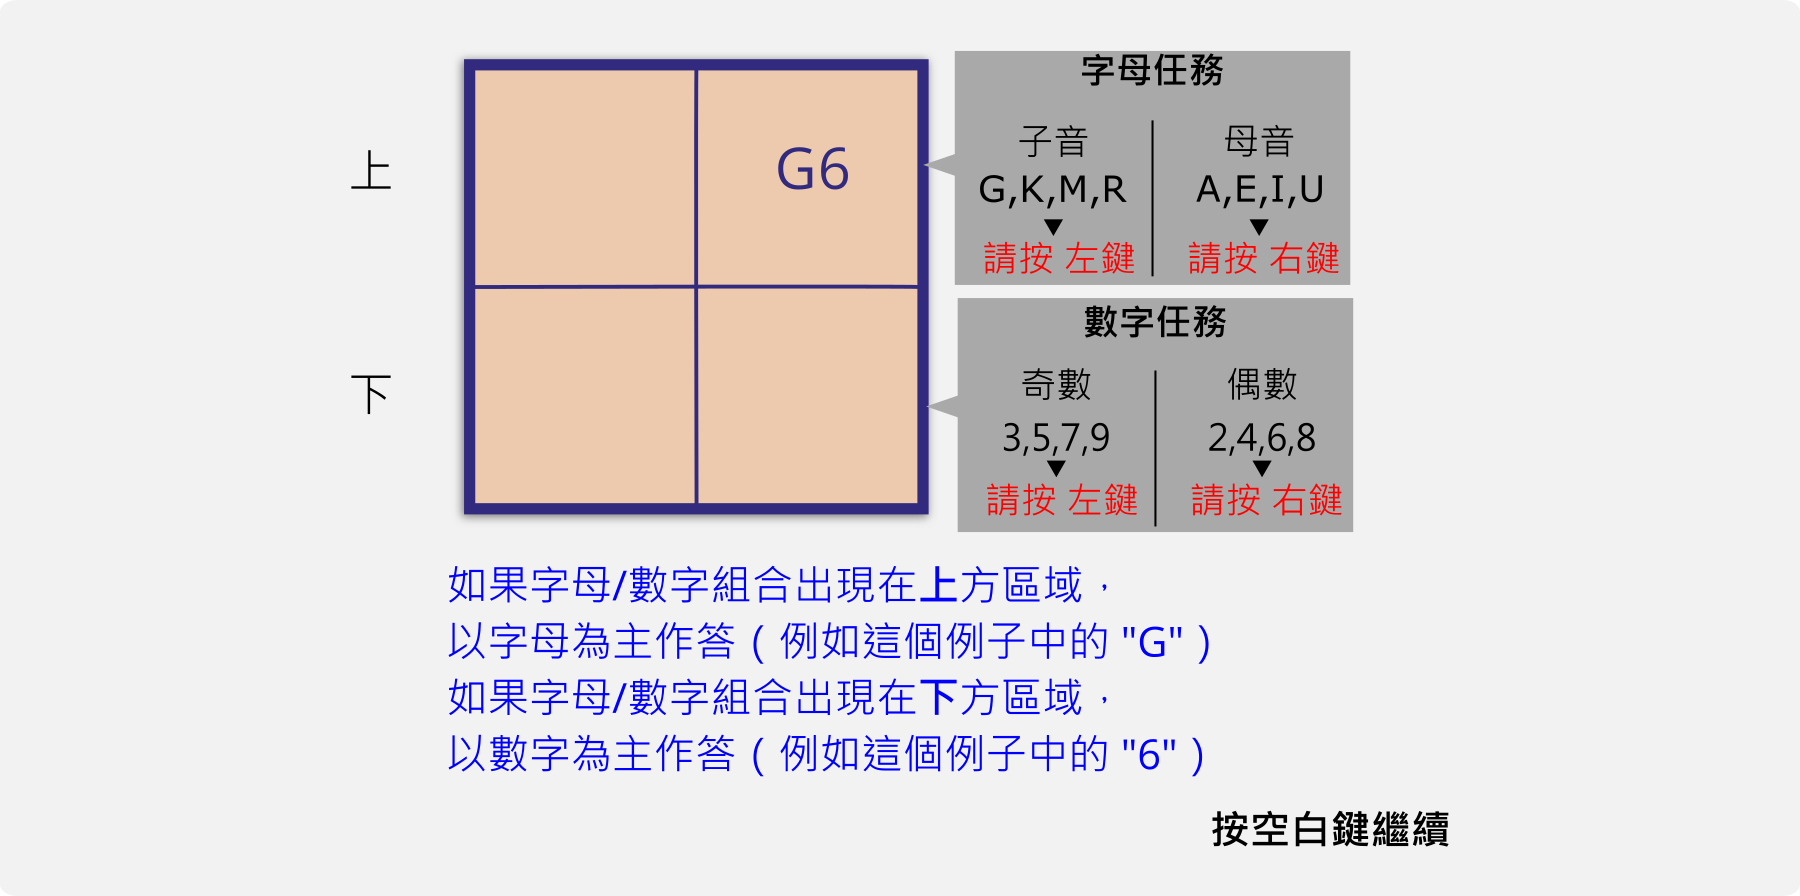 上
下
G6
字母任務
子音
G,K,M,R
▼
請按 左鍵
母音
A,E,I,U
▼
請按 右鍵
數字任務
奇數
3,5,7,9
▼
請按 左鍵
偶數
2,4,6,8
▼
請按 右鍵
如果字母/數字組合出現在上方區域，
以字母為主作答（例如這個例子中的 "G"）
如果字母/數字組合出現在下方區域，
以數字為主作答（例如這個例子中的 "6"）
按空白鍵繼續